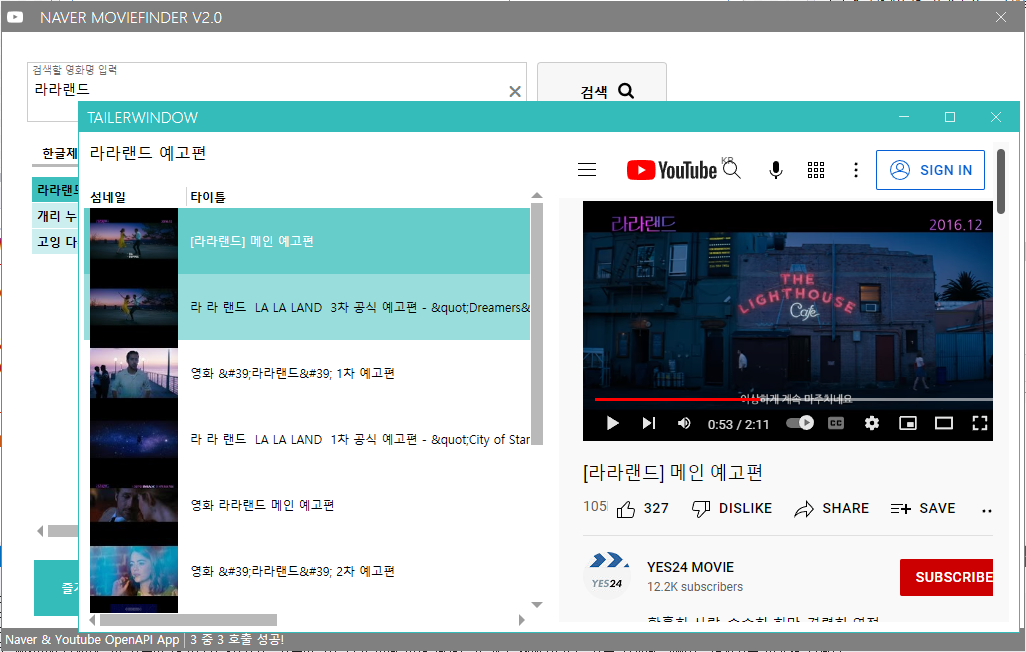 NAVER MOVIEFINDER V2.0
검색할 영화명 입력
라라랜드
검색
TAILERWINDOW
한글제
라라랜드
개리 누
고잉 다
라라랜드 예고편
섬네일 타이틀
[라라랜드] 메인 예고편
라 라 랜드 LA LA LAND 3차 공식 예고편 - &quot;Dreamers&
영화 &#39;라라랜드&#39; 1차 예고편
라 라 랜드 LA LA LAND 1차 공식 예고편 - &quot;City of Star
영화 라라랜드 메인 예고편
영화 &#39;라라랜드&#39; 2차 예고편
YouTube KR
SIGN IN
라라랜드 2016.12
THE
LIGHTHOUSE
Cafe
이상하게 계속 마주치네요
0:53 / 2:11
CC
[라라랜드] 메인 예고편
327 DISLIKE SHARE SAVE
YES24
YES24 MOVIE
12.2K subscribers
SUBSCRIBE
Naver & Youtube OpenAPI App | 3 중 3 호출 성공!